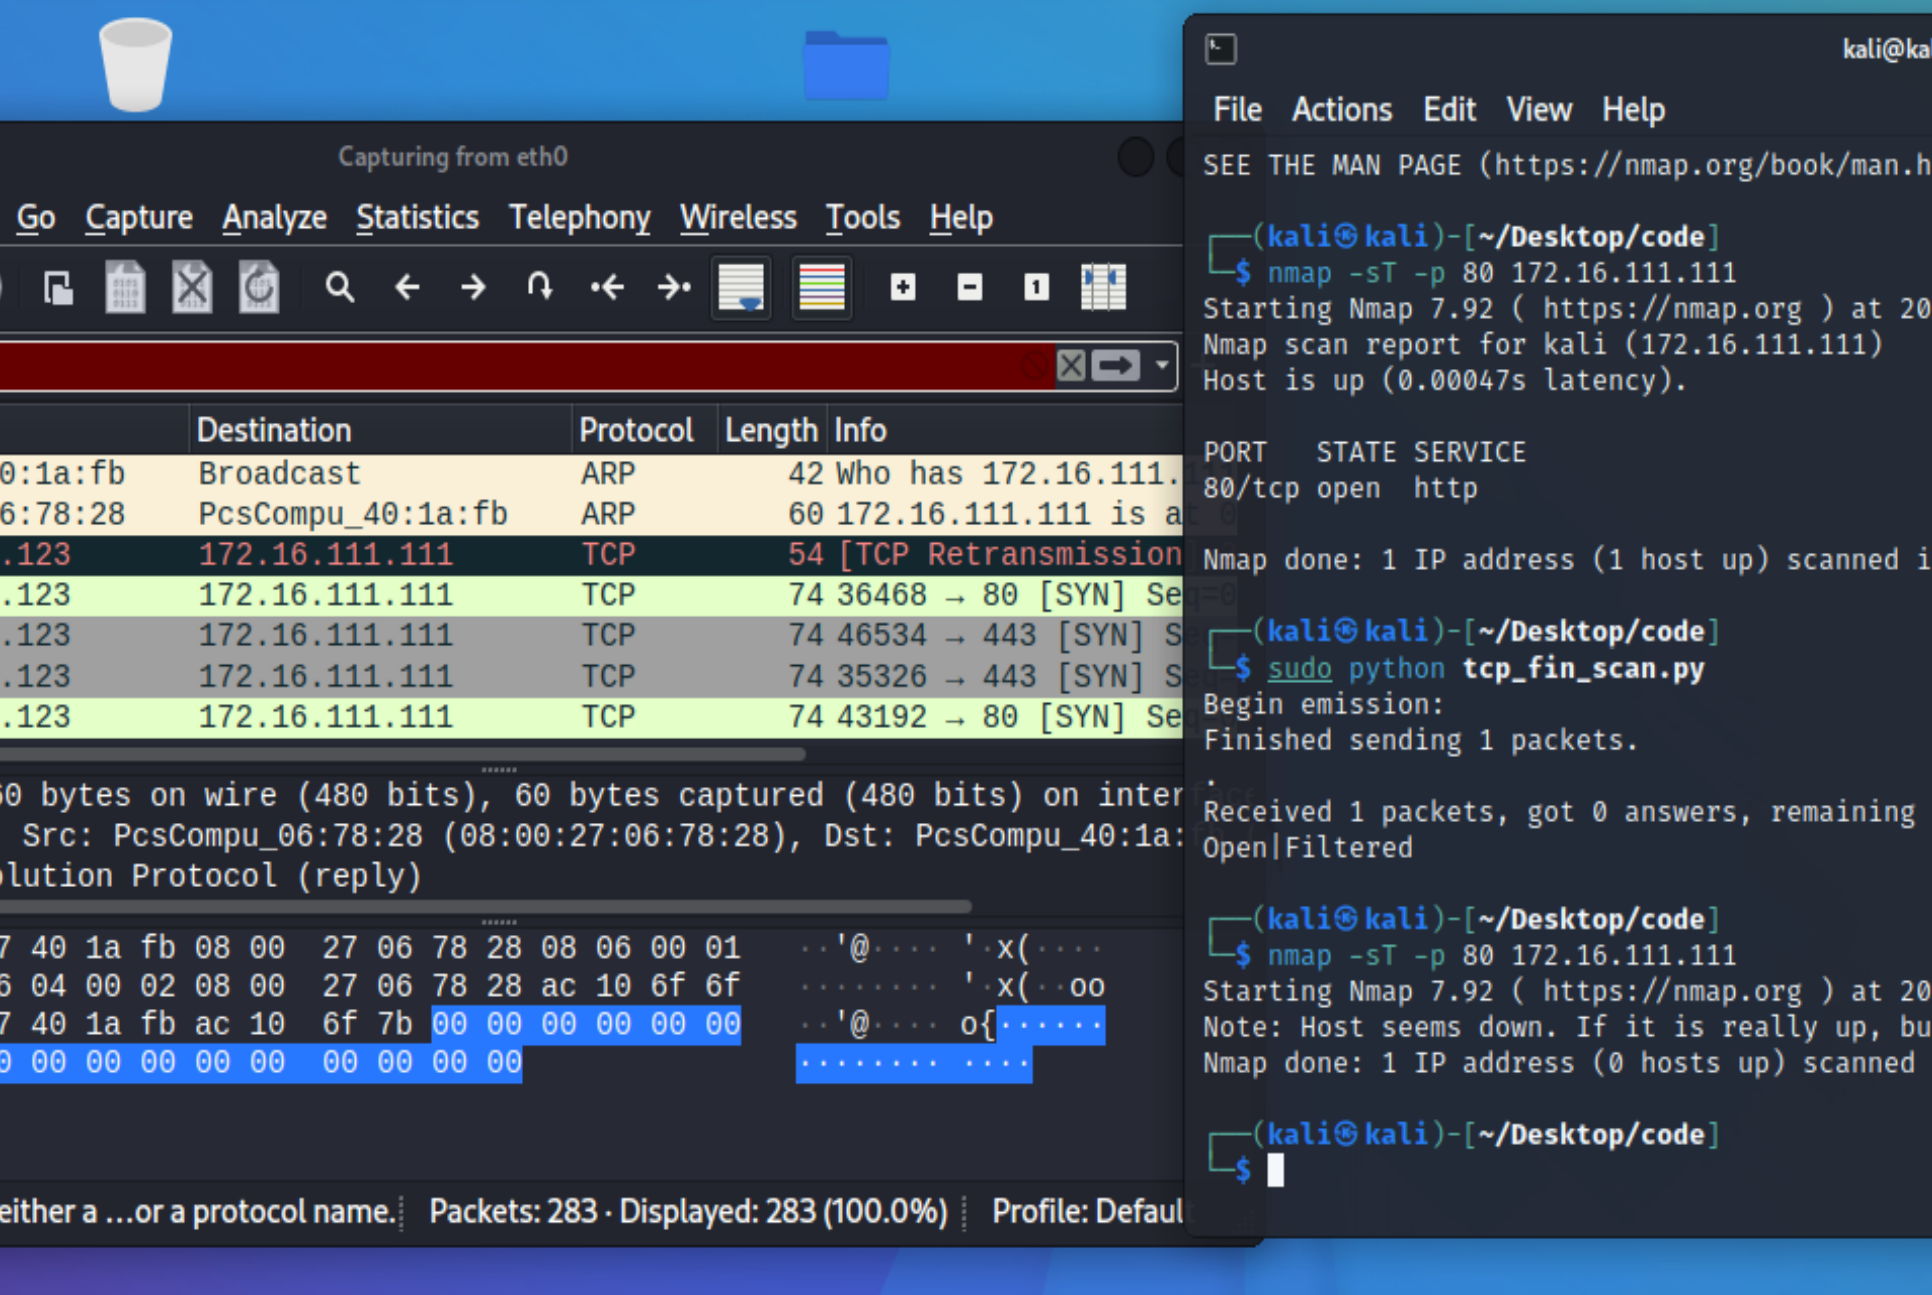 Capturing from eth0
Go Capture Analyze Statistics Telephony Wireless Tools Help
Destination Protocol Length Info
0:1a:fb Broadcast ARP 42 Who has 172.16.111.111
6:78:28 PcsCompu_40:1a:fb ARP 60 172.16.111.111 is at 0
.123 172.16.111.111 TCP 54 [TCP Retransmission]
.123 172.16.111.111 TCP 74 36468 → 80 [SYN] Seq=0
.123 172.16.111.111 TCP 74 46534 → 443 [SYN] Se
.123 172.16.111.111 TCP 74 35326 → 443 [SYN] Se
.123 172.16.111.111 TCP 74 43192 → 80 [SYN] Se
60 bytes on wire (480 bits), 60 bytes captured (480 bits) on interface
Src: PcsCompu_06:78:28 (08:00:27:06:78:28), Dst: PcsCompu_40:1a:fb (
olution Protocol (reply)
7 40 1a fb 08 00 27 06 78 28 08 06 00 01 ··'@···· '·x(····
6 04 00 02 08 00 27 06 78 28 ac 10 6f 6f ········ '·x(··oo
7 40 1a fb ac 10 6f 7b 00 00 00 00 00 00 ··'@···· o{······
0 00 00 00 00 00 00 00 00 00 ········ ····
either a …or a protocol name. Packets: 283 · Displayed: 283 (100.0%) Profile: Default
kali@ka
File Actions Edit View Help
SEE THE MAN PAGE (https://nmap.org/book/man.h
┌──(kali㉿kali)-[~/Desktop/code]
└─$ nmap -sT -p 80 172.16.111.111
Starting Nmap 7.92 ( https://nmap.org ) at 20
Nmap scan report for kali (172.16.111.111)
Host is up (0.00047s latency).
PORT STATE SERVICE
80/tcp open http
Nmap done: 1 IP address (1 host up) scanned i
┌──(kali㉿kali)-[~/Desktop/code]
└─$ sudo python tcp_fin_scan.py
Begin emission:
Finished sending 1 packets.
.
Received 1 packets, got 0 answers, remaining
Open|Filtered
┌──(kali㉿kali)-[~/Desktop/code]
└─$ nmap -sT -p 80 172.16.111.111
Starting Nmap 7.92 ( https://nmap.org ) at 20
Note: Host seems down. If it is really up, bu
Nmap done: 1 IP address (0 hosts up) scanned
┌──(kali㉿kali)-[~/Desktop/code]
└─$